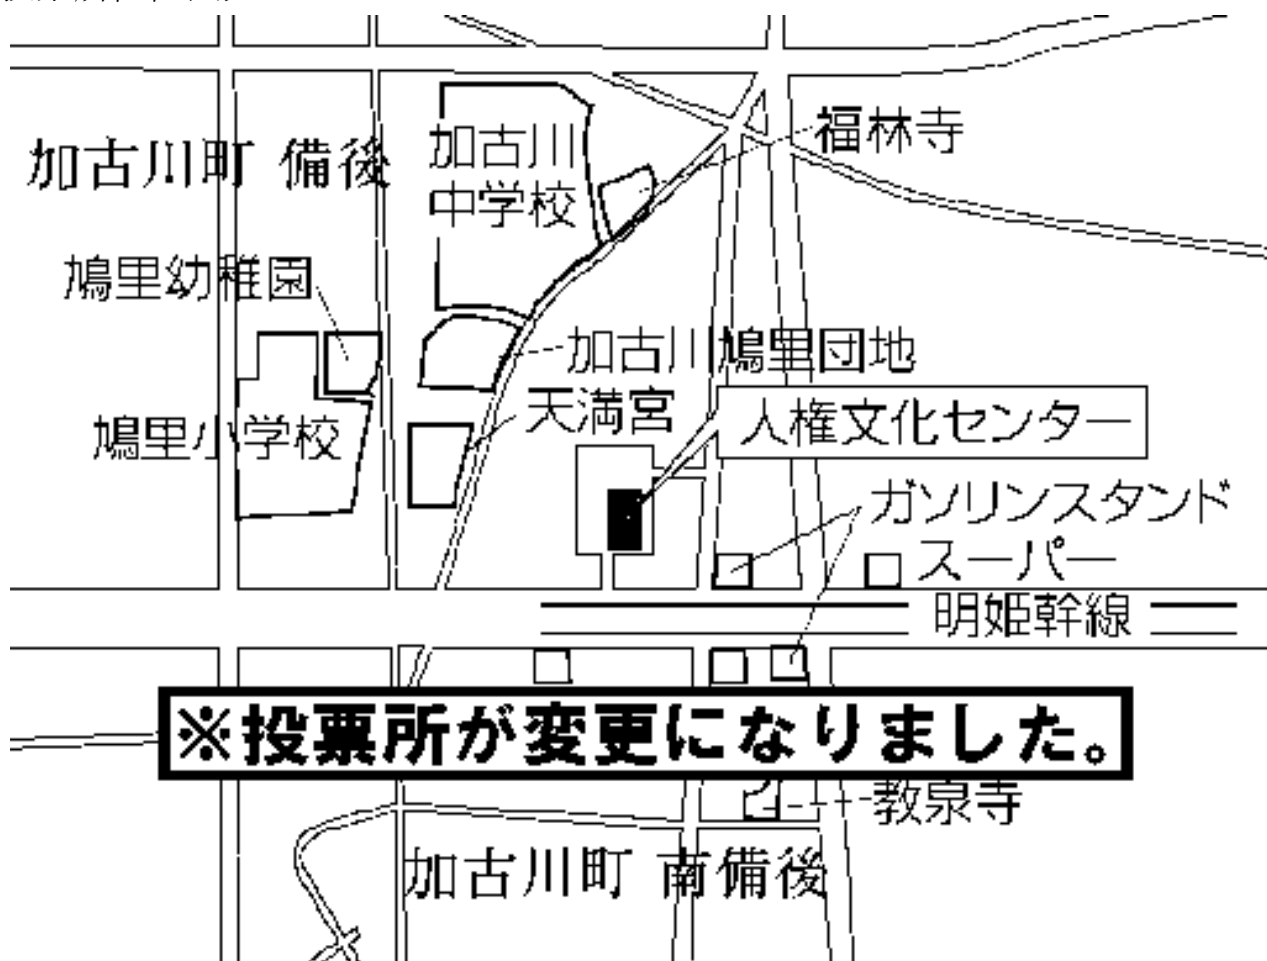 福林寺
加古川町 備後
加古川
中学校
鳩里幼稚園
加古川鳩里団地
天満宮
人権文化センター
鳩里小学校
ガソリンスタンド
スーパー
明姫幹線
※投票所が変更になりました。
教泉寺
加古川町 南備後